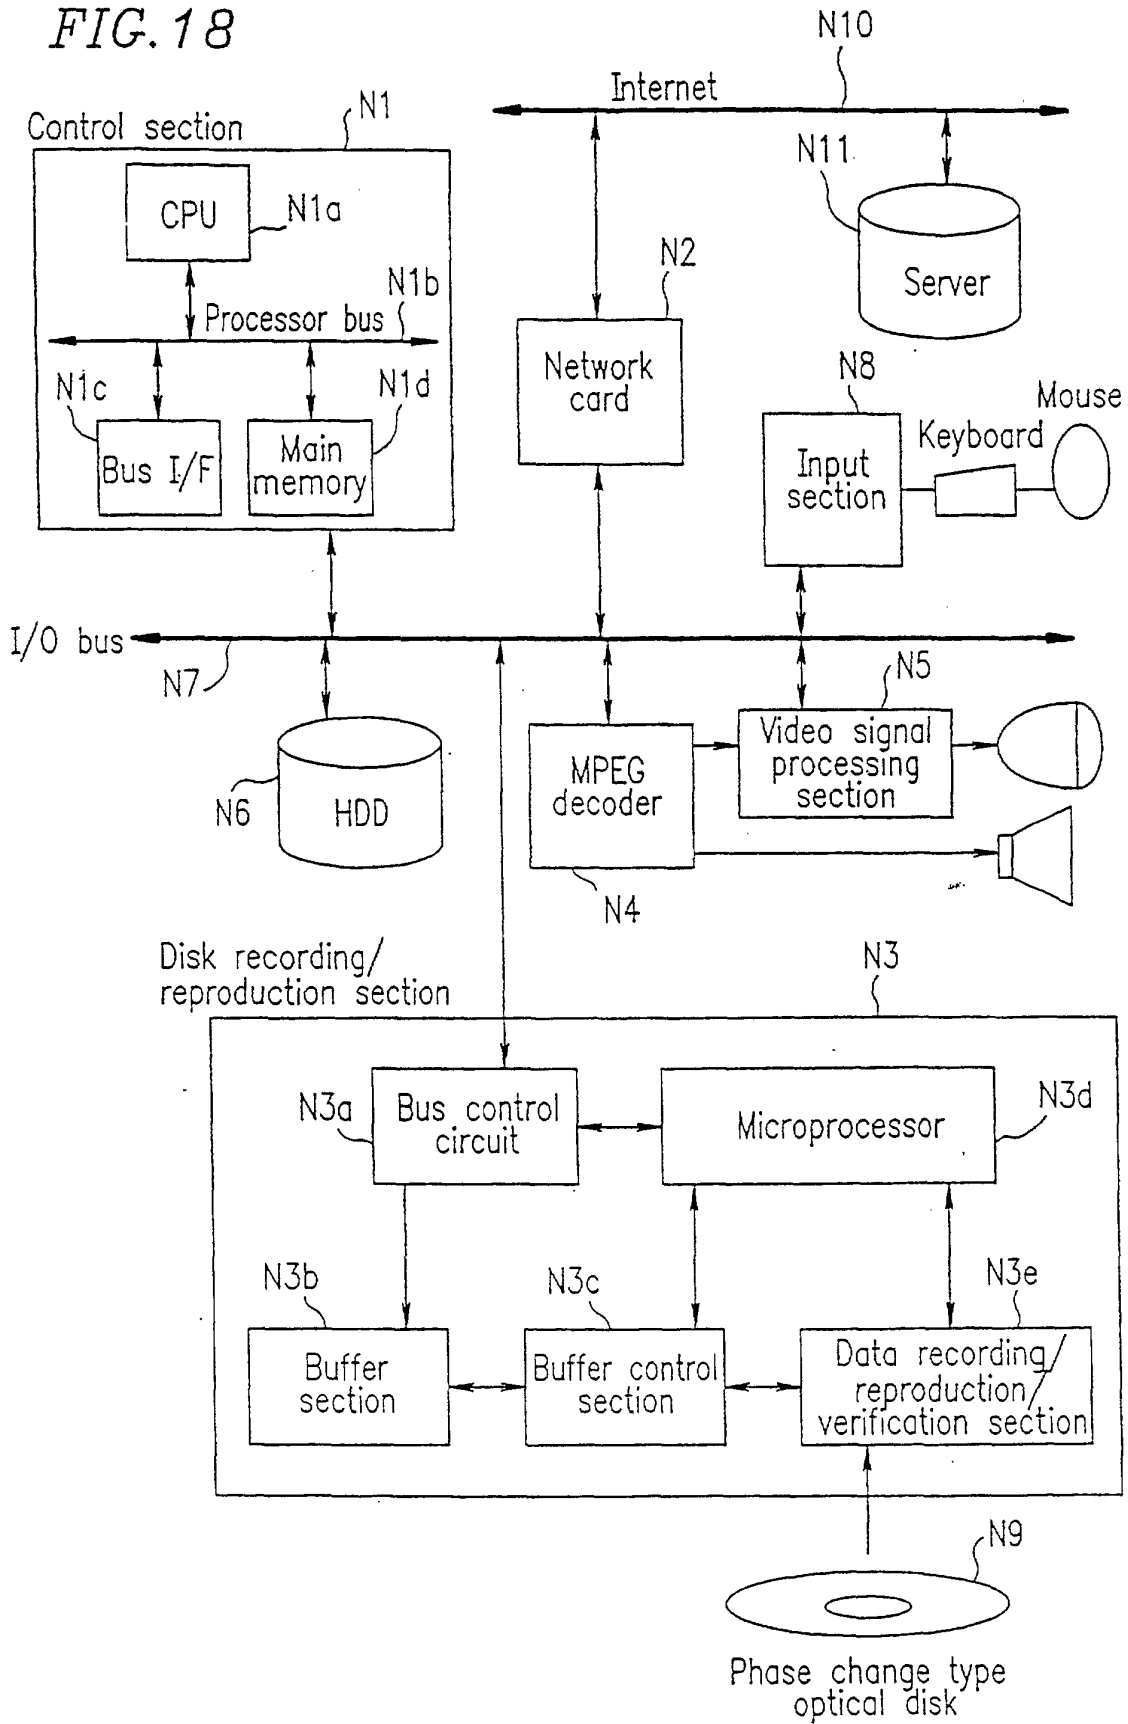 FIG.18
N10
Internet
N1
Control section
N11
CPU
N1a
N2
Server
N1b
Processor bus
Network
card
N8
Mouse
N1c
N1d
Keyboard
Bus I/F
Main
memory
Input
section
I/O bus
N7
N5
Video signal
processing
section
MPEG
decoder
N6
HDD
N4
Disk recording/
reproduction section
N3
N3a
Bus control
circuit
Microprocessor
N3d
N3b
N3c
N3e
Buffer
section
Buffer control
section
Data recording/
reproduction/
verification section
N9
Phase change type
optical disk